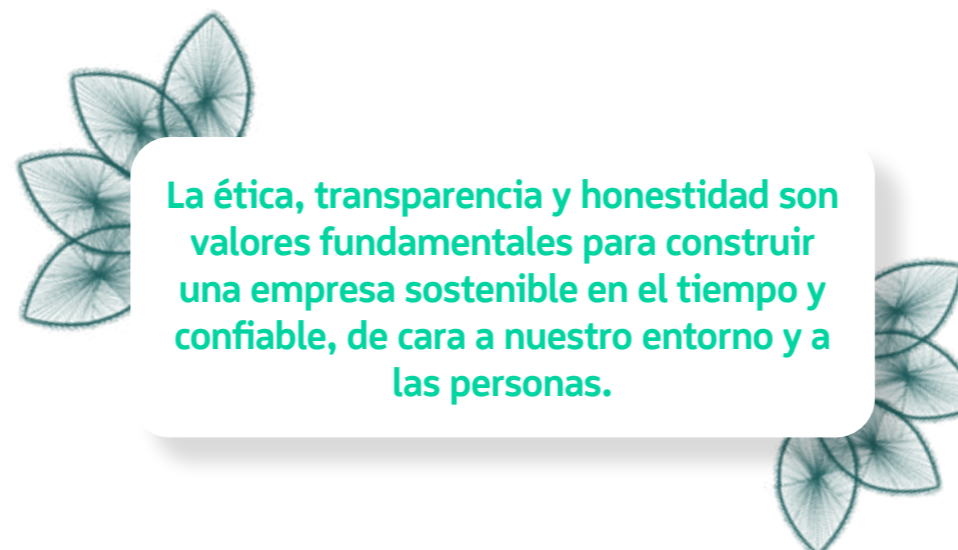 La ética, transparencia y honestidad son
valores fundamentales para construir
una empresa sostenible en el tiempo y
confiable, de cara a nuestro entorno y a
las personas.